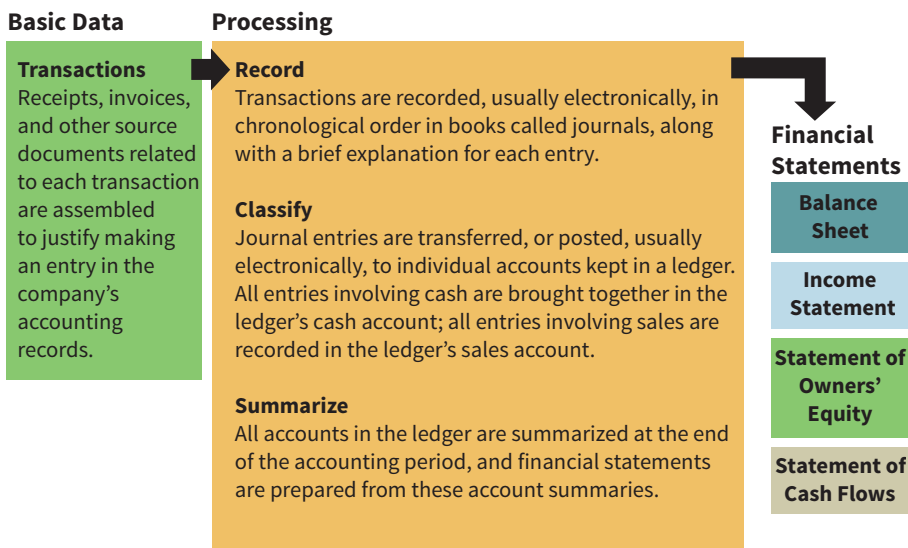 Basic Data
Transactions
Receipts, invoices,
and other source
documents related
to each transaction
are assembled
to justify making
an entry in the
company’s
accounting
records.
Processing
Record
Transactions are recorded, usually electronically, in
chronological order in books called journals, along
with a brief explanation for each entry.
Classify
Journal entries are transferred, or posted, usually
electronically, to individual accounts kept in a ledger.
All entries involving cash are brought together in the
ledger’s cash account; all entries involving sales are
recorded in the ledger’s sales account.
Summarize
All accounts in the ledger are summarized at the end
of the accounting period, and financial statements
are prepared from these account summaries.
Financial
Statements
Balance
Sheet
Income
Statement
Statement of
Owners’
Equity
Statement of
Cash Flows